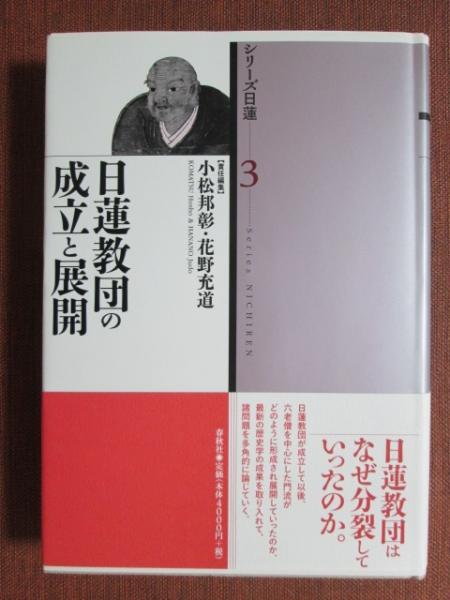 シリーズ日蓮
3
Series NICHIREN
【責任編集】
小松邦彰・花野充道
KOMATSU Hosho & HANANO Judo
日蓮教団の
成立と展開
日蓮教団は
なぜ分裂して
いったのか。
日蓮教団が成立して以後、
六老僧を中心にした門流が
どのように形成され展開していったのか、
最新の歴史学の成果を取り入れて、
諸問題を多角的に論じていく。
春秋社●定価(本体4000円+税)